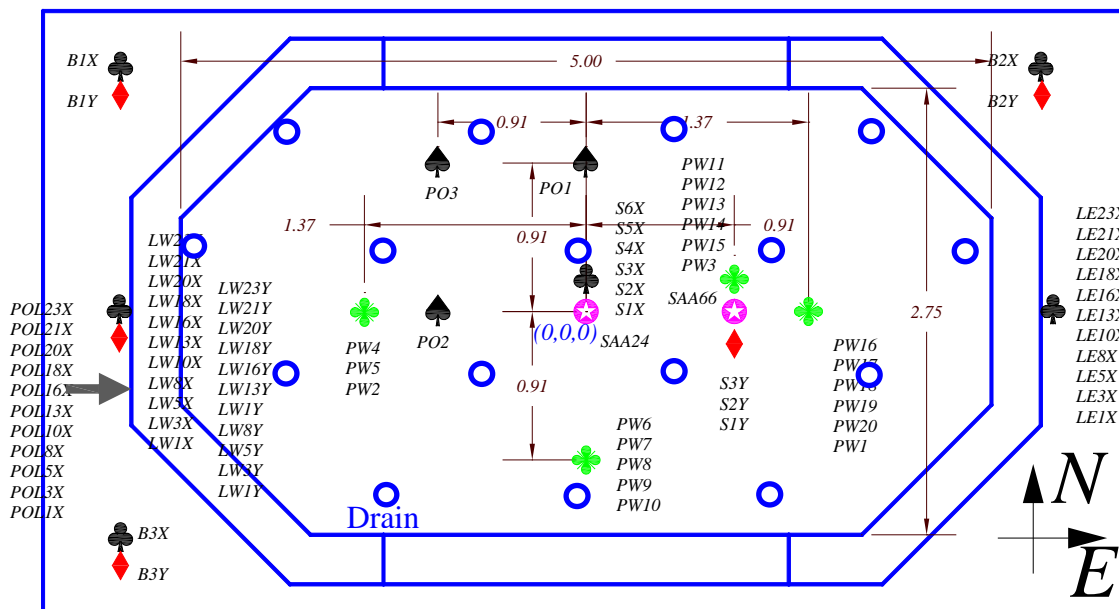 B1X
B1Y
5.00
B2X
B2Y
0.91
1.37
PO3
PO1
PW11
PW12
PW13
PW14
PW15
PW3
1.37
0.91
0.91
S6X
S5X
S4X
S3X
S2X
S1X
SAA66
SAA24
(0,0,0)
PO2
2.75
LW21X
LW20X
LW18X
LW16X
LW13X
LW10X
LW8X
LW5X
LW3X
LW1X
LW23Y
LW21Y
LW20Y
LW18Y
LW16Y
LW13Y
LW1Y
LW8Y
LW5Y
LW3Y
LW1Y
POL23X
POL21X
POL20X
POL18X
POL16X
POL13X
POL10X
POL8X
POL5X
POL3X
POL1X
LE23X
LE21X
LE20X
LE18X
LE16X
LE13X
LE10X
LE8X
LE5X
LE3X
LE1X
PW4
PW5
PW2
0.91
S3Y
S2Y
S1Y
PW16
PW17
PW18
PW19
PW20
PW1
PW6
PW7
PW8
PW9
PW10
Drain
B3X
B3Y
N
E